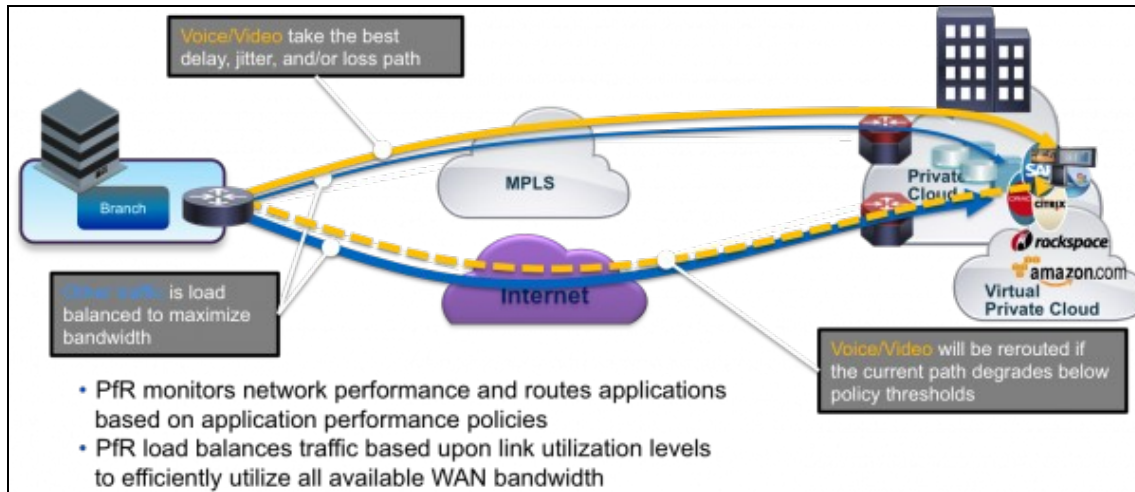 Voice/Video take the best
delay, jitter, and/or loss path
Branch
MPLS
Private
Cloud
SAP
ORACLE
CITRIX
rackspace
amazon.com
Virtual
Private Cloud
Internet
Other traffic is load
balanced to maximize
bandwidth
Voice/Video will be rerouted if
the current path degrades below
policy thresholds
• PfR monitors network performance and routes applications
based on application performance policies
• PfR load balances traffic based upon link utilization levels
to efficiently utilize all available WAN bandwidth